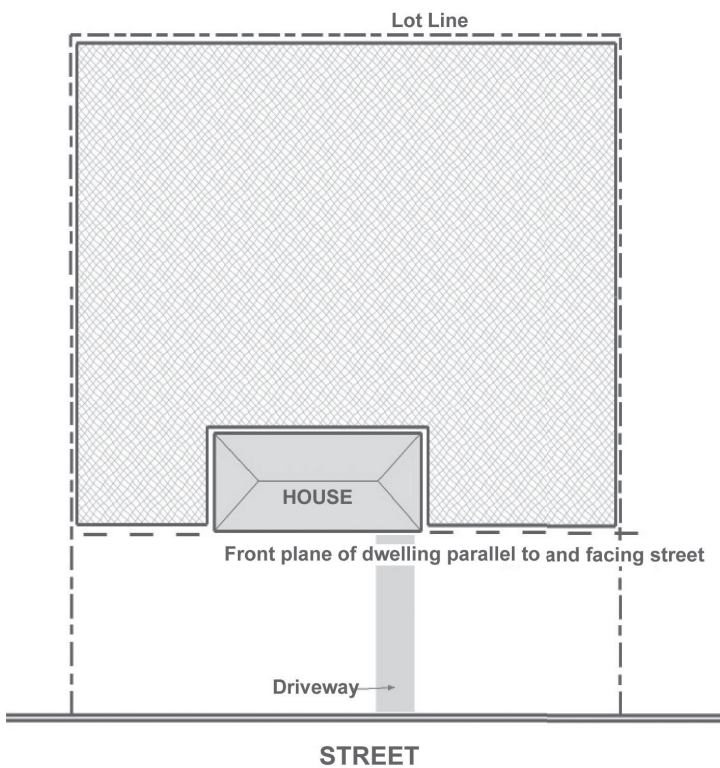 Lot Line
HOUSE
Front plane of dwelling parallel to and facing street
Driveway
STREET